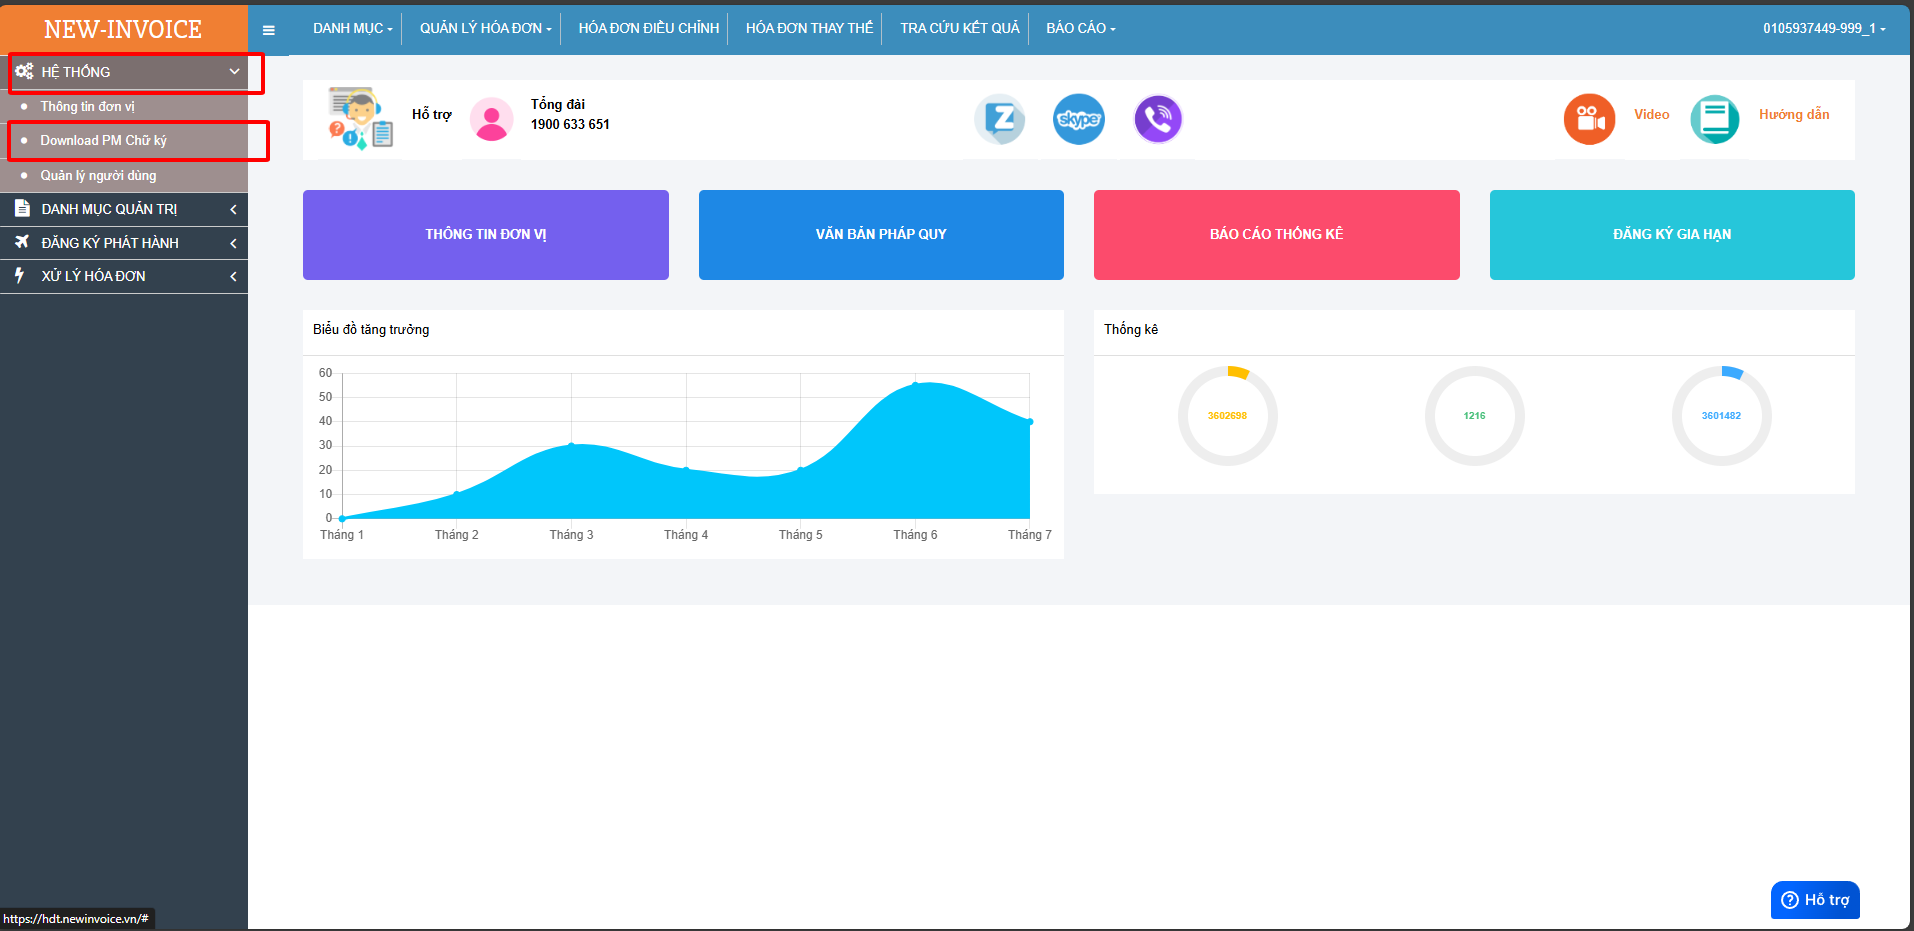 NEW-INVOICE
DANH MỤC
QUẢN LÝ HÓA ĐƠN
HÓA ĐƠN ĐIỀU CHỈNH
HÓA ĐƠN THAY THẾ
TRA CỨU KẾT QUẢ
BÁO CÁO
0105937449-999_1
HỆ THỐNG
Thông tin đơn vị
Download PM Chữ ký
Quản lý người dùng
DANH MỤC QUẢN TRỊ
ĐĂNG KÝ PHÁT HÀNH
XỬ LÝ HÓA ĐƠN
Hỗ trợ
Tổng đài
1900 633 651
Z
skype
Video
Hướng dẫn
THÔNG TIN ĐƠN VỊ
VĂN BẢN PHÁP QUY
BÁO CÁO THỐNG KÊ
ĐĂNG KÝ GIA HẠN
Biểu đồ tăng trưởng
60
50
40
30
20
10
0
Tháng 1
Tháng 2
Tháng 3
Tháng 4
Tháng 5
Tháng 6
Tháng 7
Thống kê
3602698
1216
3601482
Hỗ trợ
https://hdt.newinvoice.vn/#